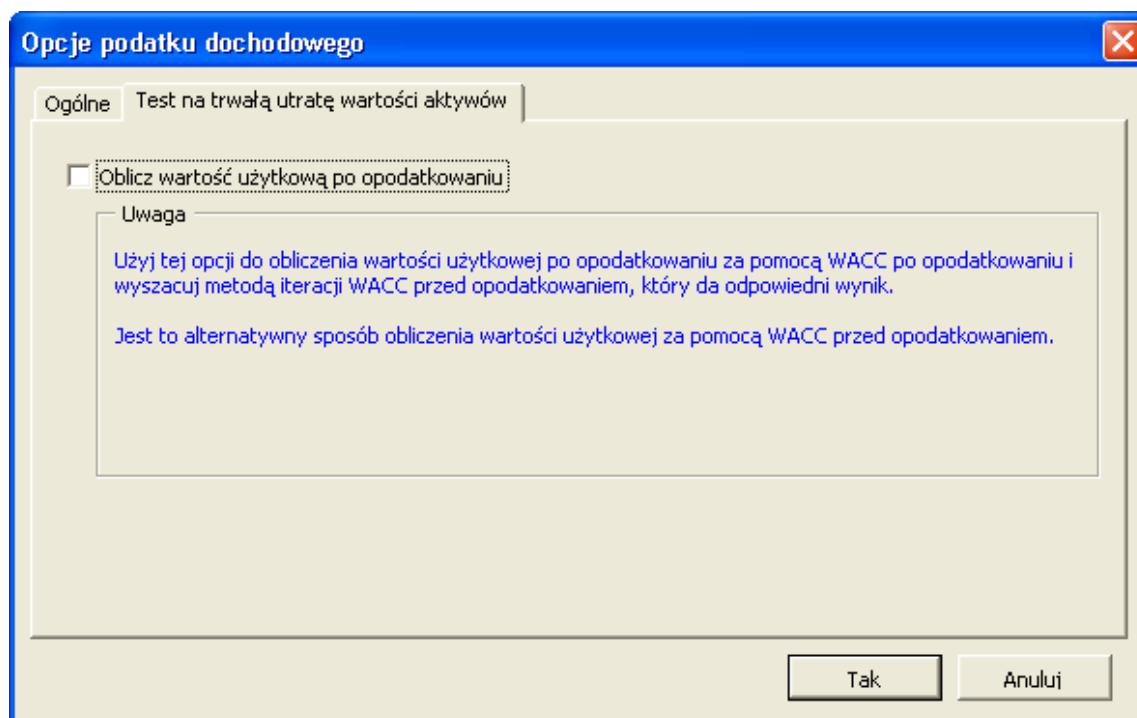 Opcje podatku dochodowego
Ogólne
Test na trwałą utratę wartości aktywów
Oblicz wartość użytkową po opodatkowaniu
Uwaga
Użyj tej opcji do obliczenia wartości użytkowej po opodatkowaniu za pomocą WACC po opodatkowaniu i
wyszacuj metodą iteracji WACC przed opodatkowaniem, który da odpowiedni wynik.
Jest to alternatywny sposób obliczenia wartości użytkowej za pomocą WACC przed opodatkowaniem.
Tak
Anuluj